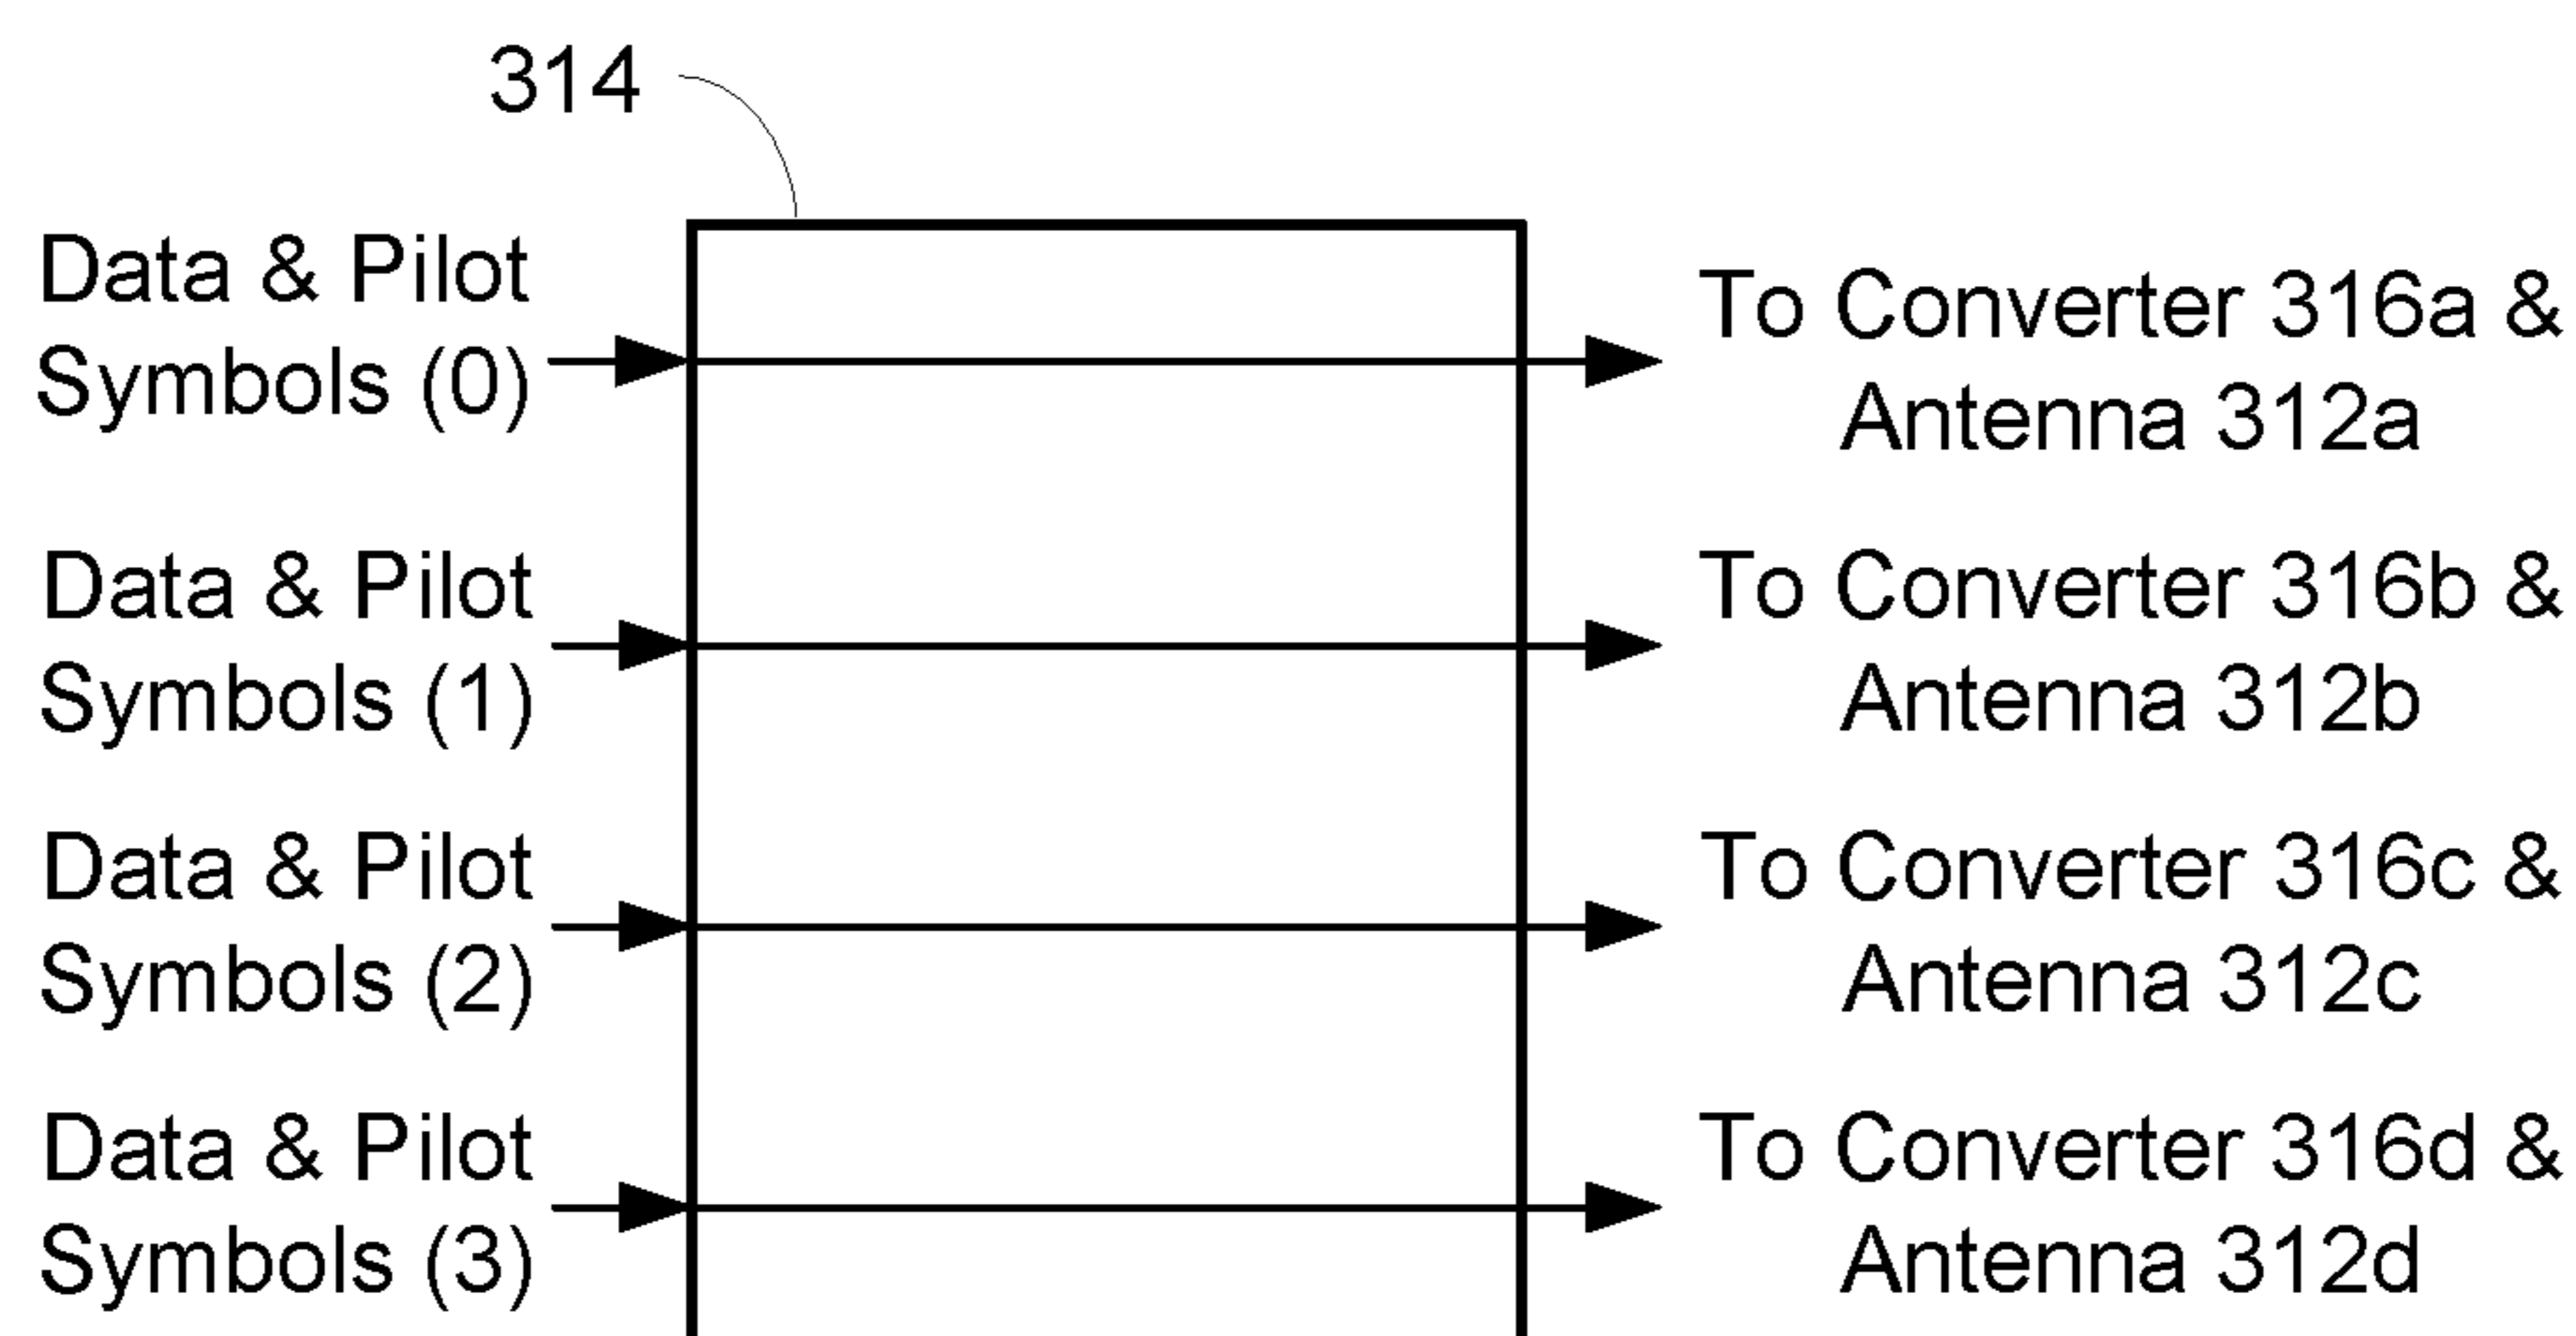 314
Data & Pilot
Symbols (0)
To Converter 316a &
Antenna 312a
Data & Pilot
Symbols (1)
To Converter 316b &
Antenna 312b
Data & Pilot
Symbols (2)
To Converter 316c &
Antenna 312c
Data & Pilot
Symbols (3)
To Converter 316d &
Antenna 312d